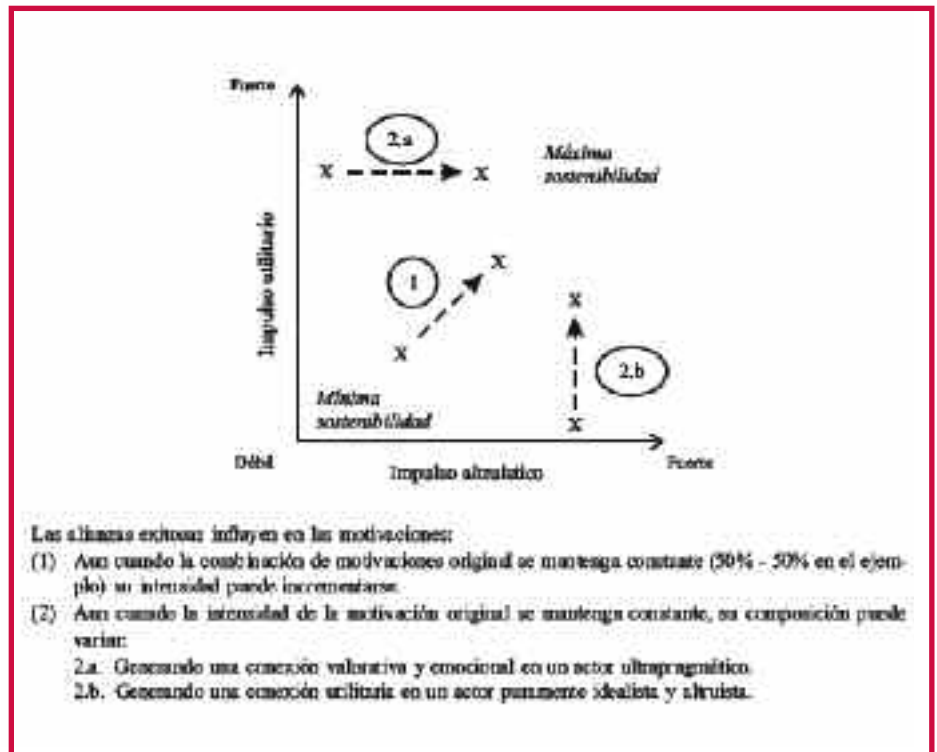 Fuerte
2.a
Máxima
sostenibilidad
x x
Impulso utilitario
1
x
x
x
2.b
Mínima
sostenibilidad
x
Débil
Impulso altruístico
Fuerte
Las alianzas exitosas influyen en las motivaciones:
(1) Aun cuando la combinación de motivaciones original se mantenga constante (50% - 50% en el ejem-
plo) su intensidad puede incrementarse.
(2) Aun cuando la intensidad de la motivación original se mantenga constante, su composición puede
variar:
2.a. Generando una conexión valorativa y emocional en un actor ultrapragmático.
2.b. Generando una conexión utilitaria en un actor puramente idealista y altruista.